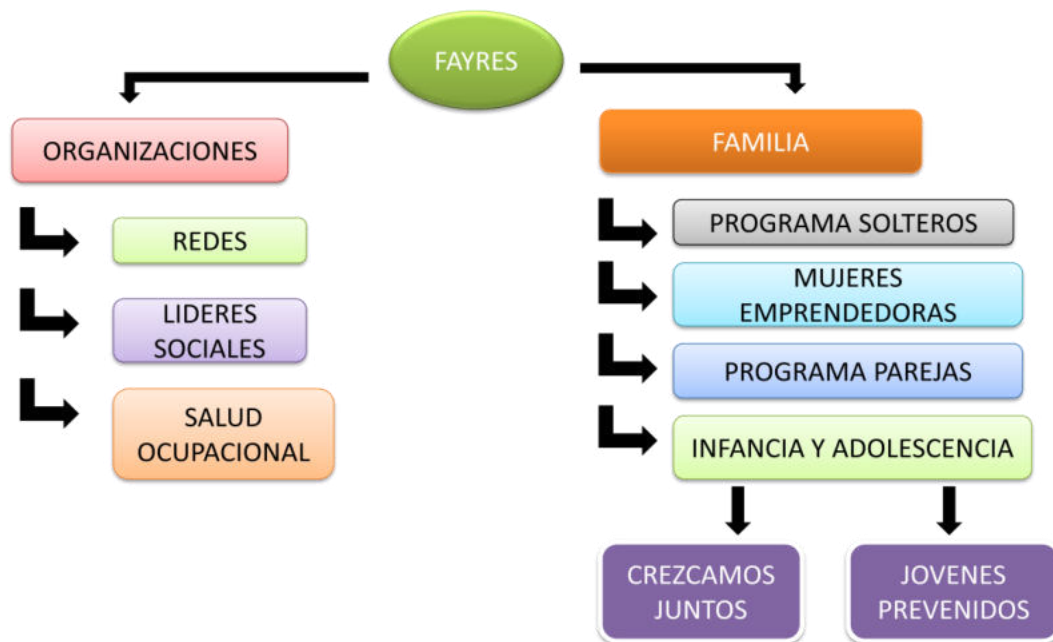 FAYRES
ORGANIZACIONES
REDES
LIDERES
SOCIALES
SALUD
OCUPACIONAL
FAMILIA
PROGRAMA SOLTEROS
MUJERES
EMPRENDEDORAS
PROGRAMA PAREJAS
INFANCIA Y ADOLESCENCIA
CREZCAMOS
JUNTOS
JOVENES
PREVENIDOS